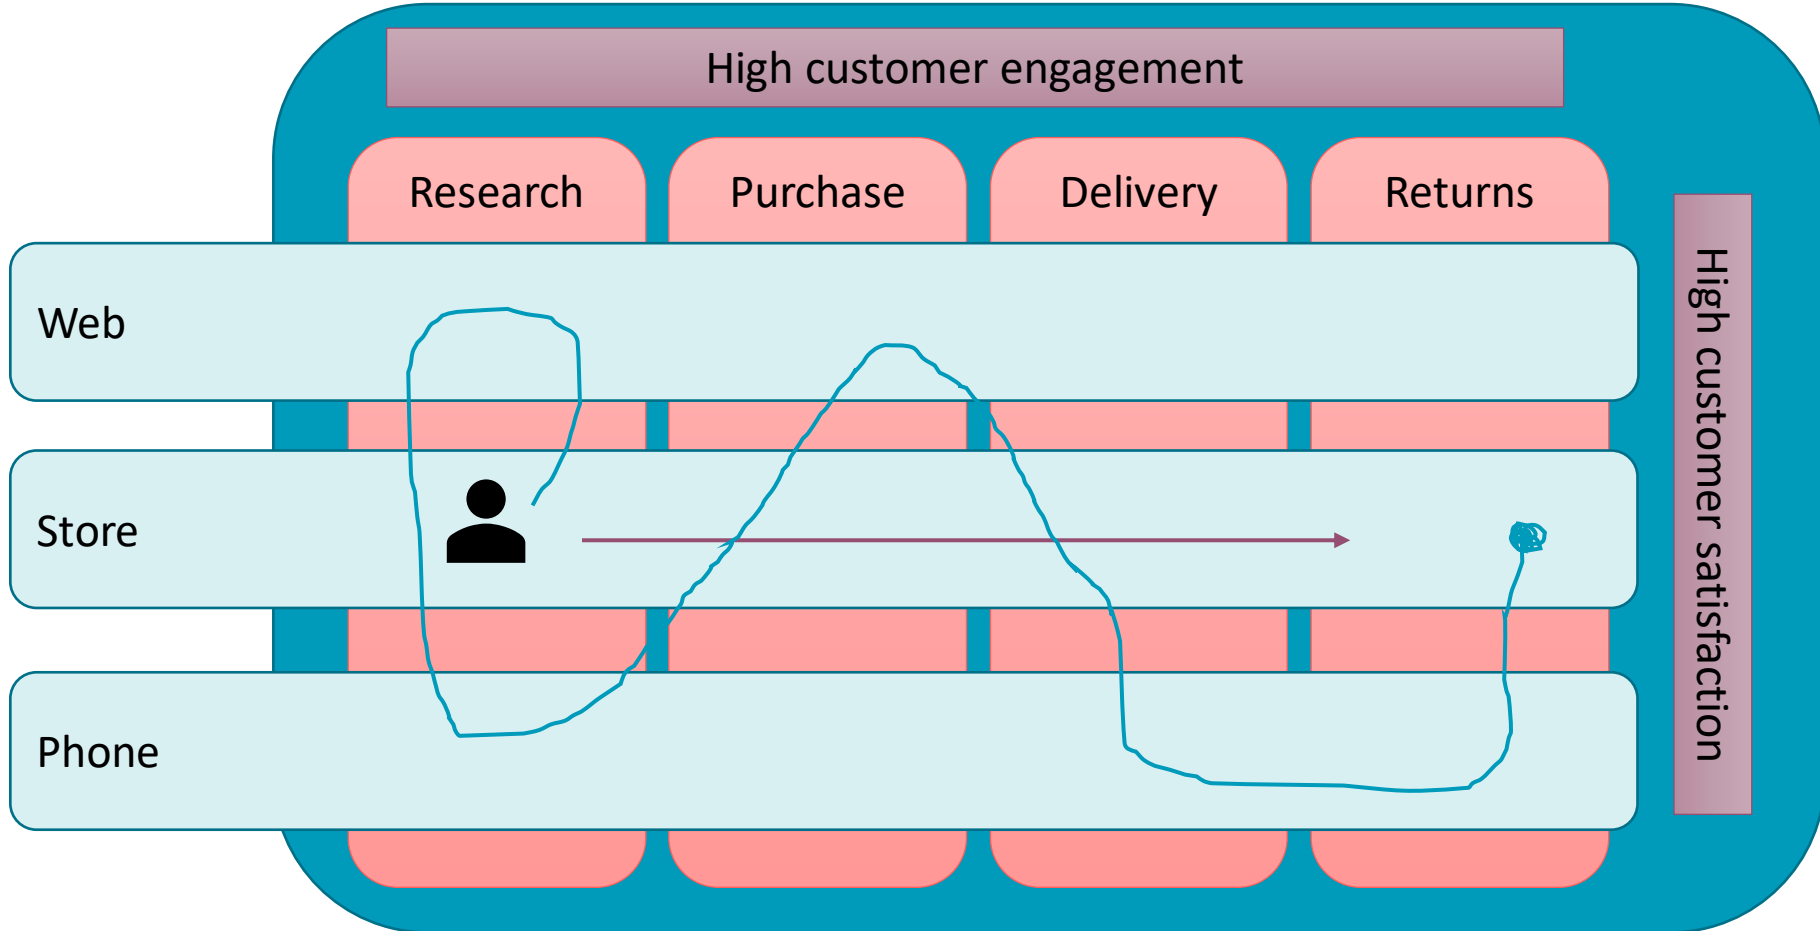 High customer engagement
Research
Purchase
Delivery
Returns
Web
Store
Phone
High customer satisfaction